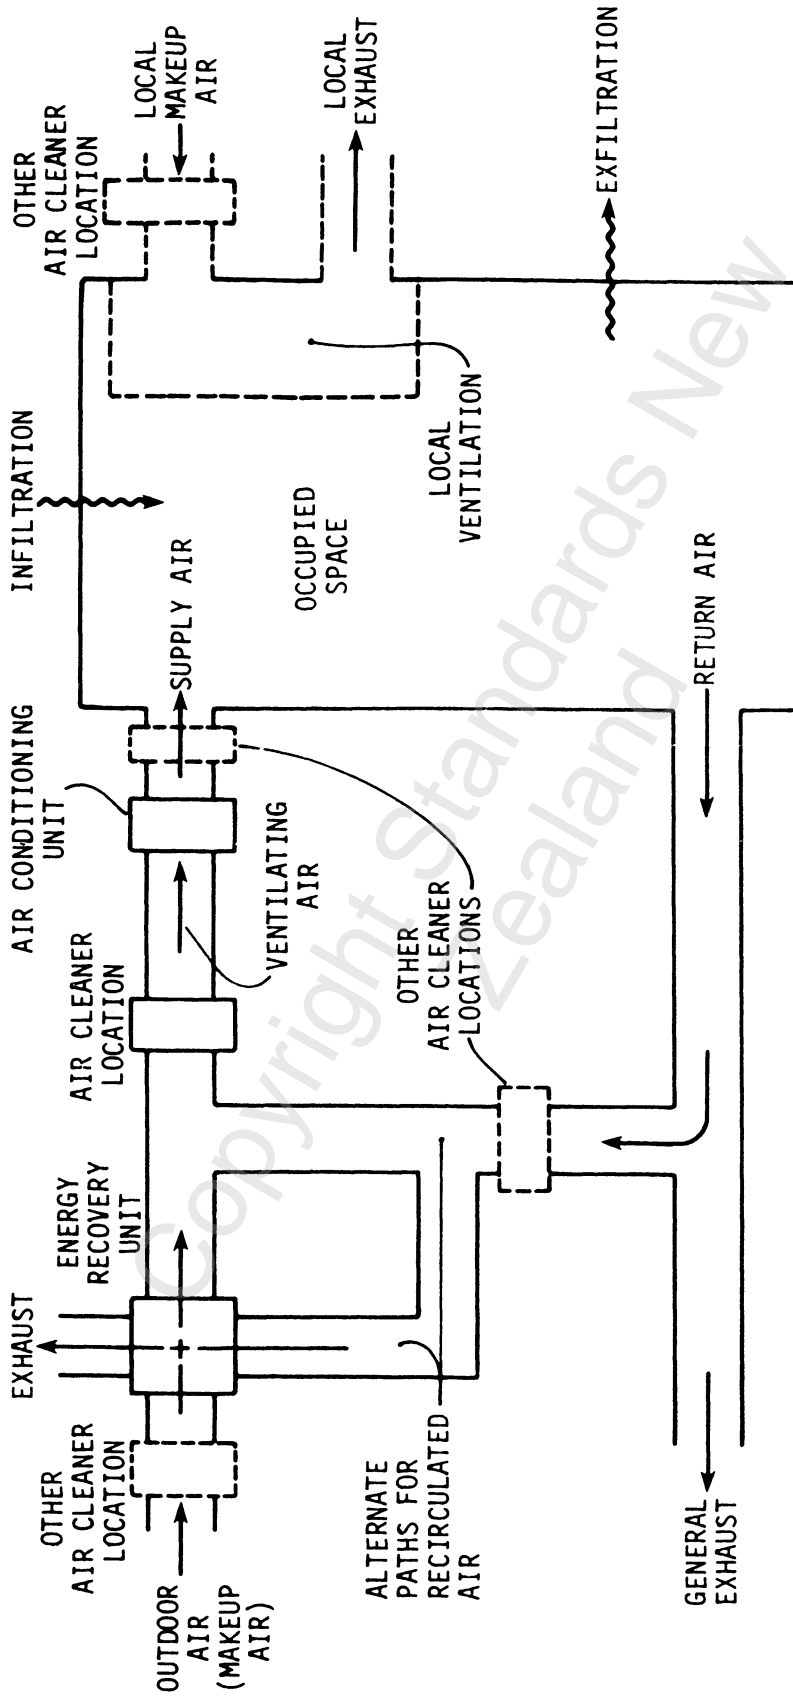 OUTDOOR
AIR
(MAKEUP
AIR)
OTHER
AIR CLEANER
LOCATION
EXHAUST
ENERGY
RECOVERY
UNIT
AIR CLEANER
LOCATION
AIR CONDITIONING
UNIT
VENTILATING
AIR
SUPPLY AIR
INFILTRATION
OCCUPIED
SPACE
OTHER
AIR CLEANER
LOCATION
LOCAL
MAKEUP
AIR
LOCAL
EXHAUST
LOCAL
VENTILATION
EXFILTRATION
ALTERNATE
PATHS FOR
RECIRCULATED
AIR
OTHER
AIR CLEANER
LOCATIONS
GENERAL
EXHAUST
RETURN AIR
Copyright Standards New
Zealand